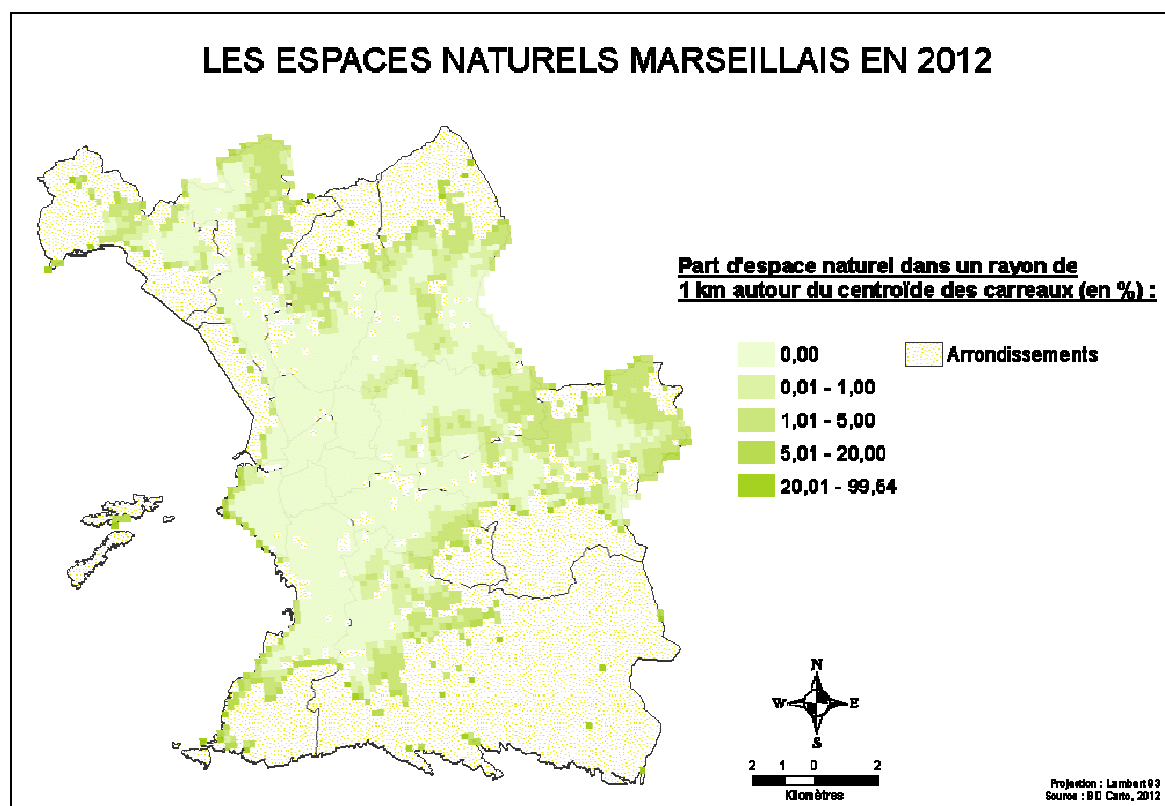 LES ESPACES NATURELS MARSEILLAIS EN 2012
Part d'espace naturel dans un rayon de
1 km autour du centroïde des carreaux (en %) :
0,00
0,01 - 1,00
1,01 - 5,00
5,01 - 20,00
20,01 - 99,64
Arrondissements
N
W E
S
2 1 0 2
Kilomètres
Projection : Lambert 93
Source : BD Carto, 2012